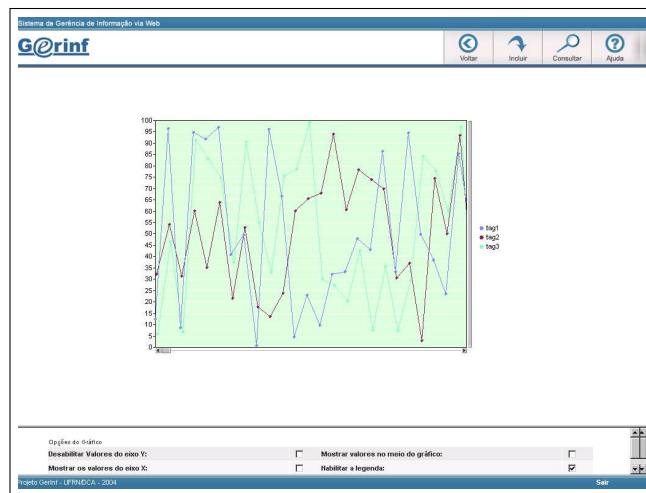 Sistema de Gerência de Informação via Web
G@rinf
Voltar
Incluir
Consultar
Ajuda
100
95
90
85
80
75
70
65
60
55
50
45
40
35
30
25
20
15
10
5
0
tag1
tag2
tag3
Opções do Gráfico
Desabilitar Valores do eixo Y:
Mostrar valores no meio do gráfico:
Mostrar os valores do eixo X:
Habilitar a legenda:
Projeto GerInf - UFRN/DCA - 2004
Sair